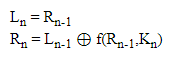 Lₙ = Rₙ₋₁
Rₙ = Lₙ₋₁ ⊕ f(Rₙ₋₁,Kₙ)